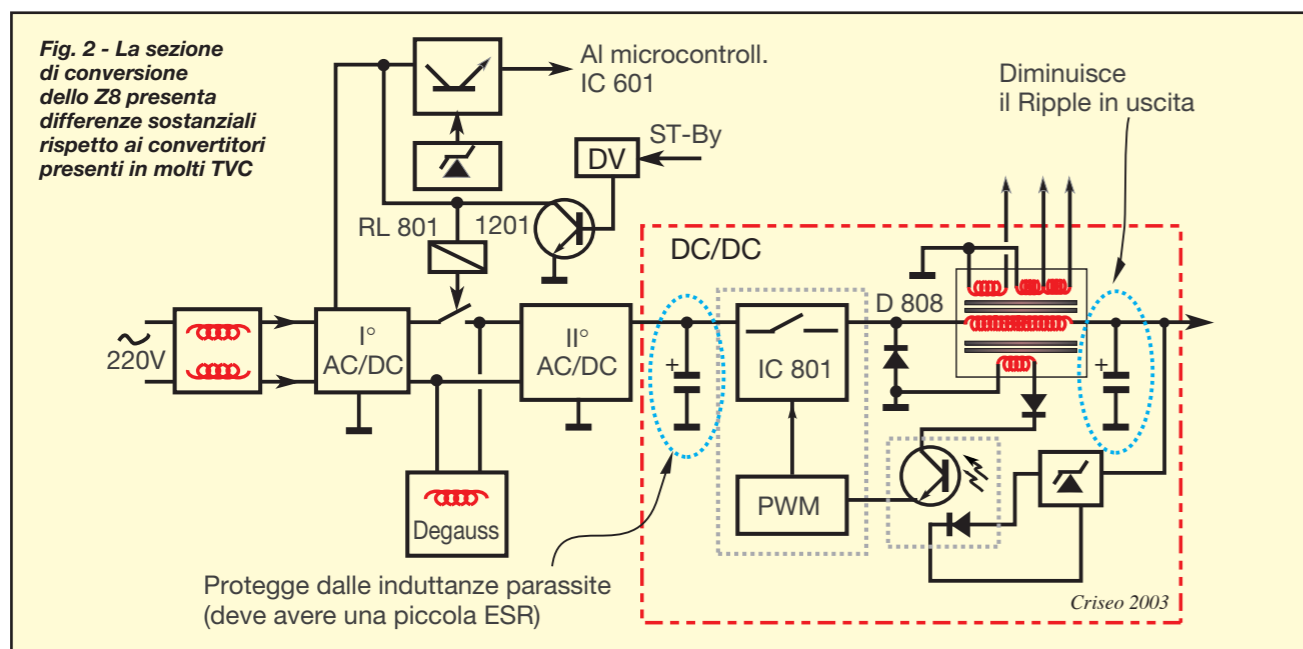 Fig. 2 - La sezione
di conversione
dello Z8 presenta
differenze sostanziali
rispetto ai convertitori
presenti in molti TVC
Al microcontroll.
IC 601
Diminuisce
il Ripple in uscita
ST-By
DV
RL 801
1201
DC/DC
D 808
~
220V
I°
AC/DC
II°
AC/DC
+
IC 801
+
PWM
Degauss
Protegge dalle induttanze parassite
(deve avere una piccola ESR)
Criseo 2003